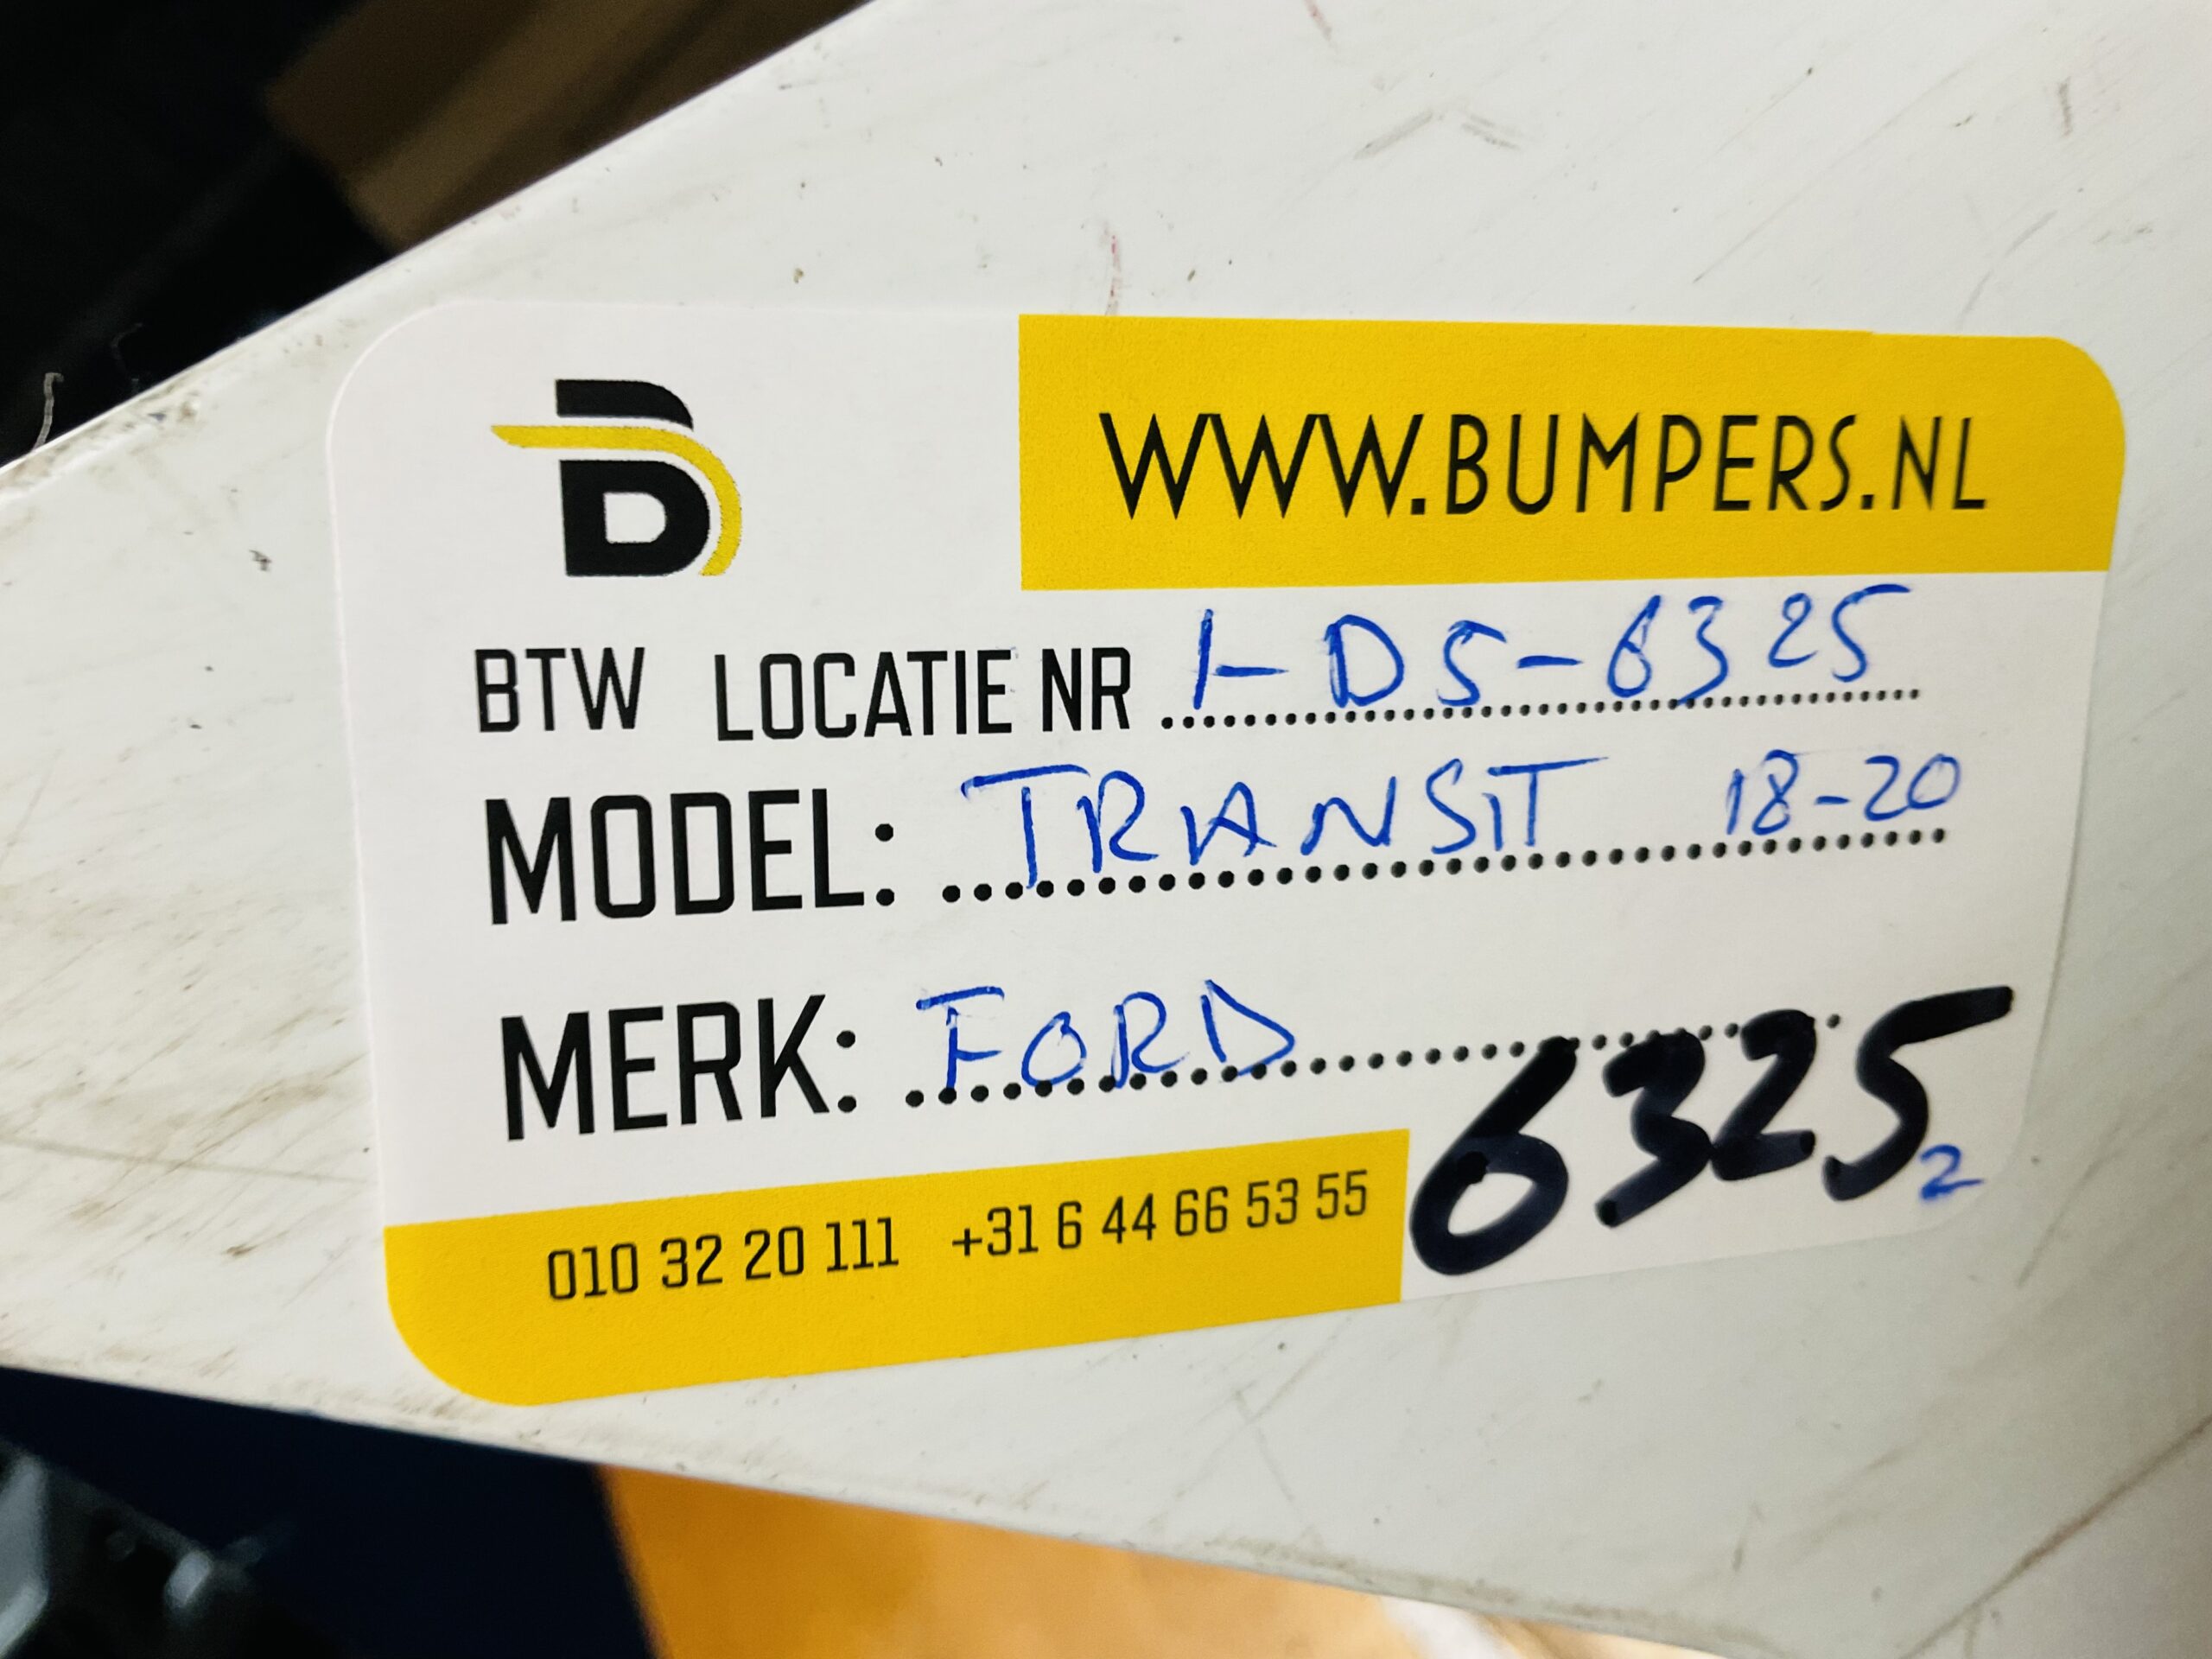 B
WWW.BUMPERS.NL
BTW LOCATIE NR 1-D5-6325
MODEL: TRANSIT 18-20
MERK: FORD
6325 2
010 32 20 111 +31 6 44 66 53 55